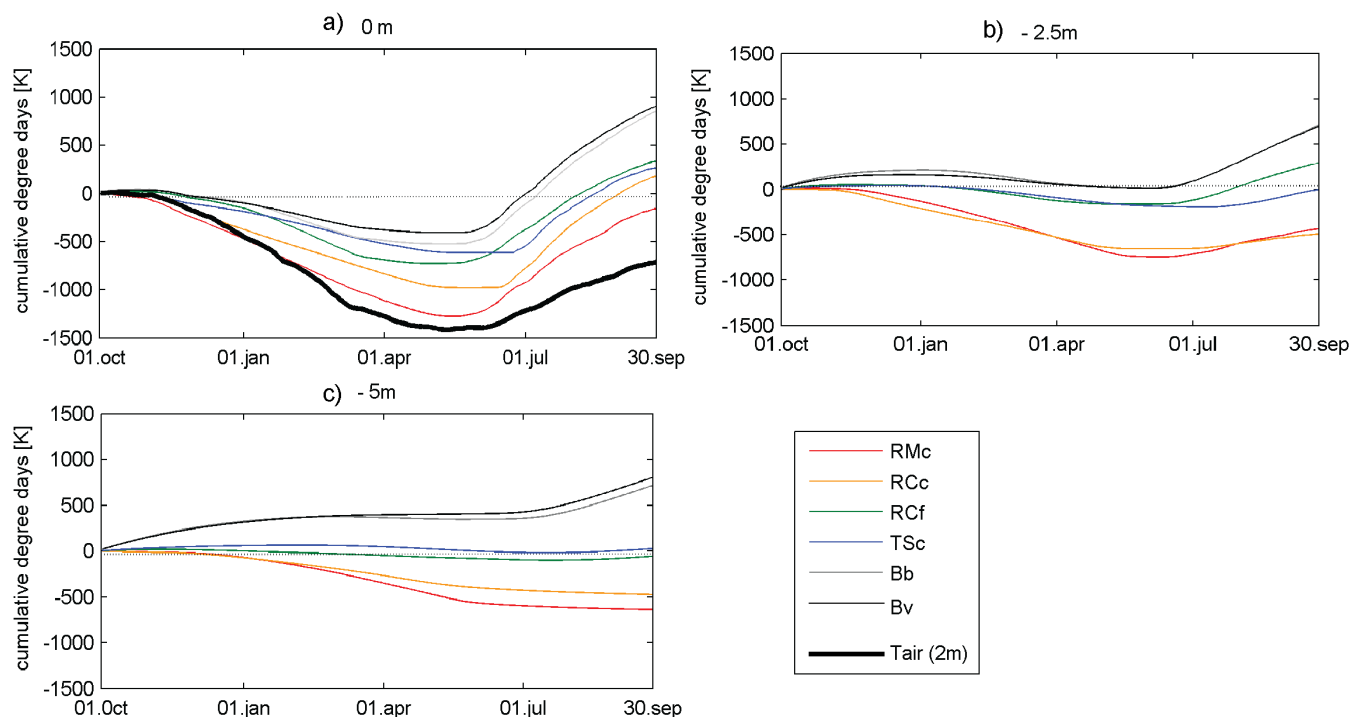 a) 0 m
cumulative degree days [K]
1500
1000
500
0
-500
-1000
-1500
01.oct 01.jan 01.apr 01.jul 30.sep
b) - 2.5m
cumulative degree days [K]
1500
1000
500
0
-500
-1000
-1500
01.oct 01.jan 01.apr 01.jul 30.sep
c) - 5m
cumulative degree days [K]
1500
1000
500
0
-500
-1000
-1500
01.Oct 01.jan 01.apr 01.jul 30.sep
RMc
RCc
RCf
TSc
Bb
Bv
Tair (2m)